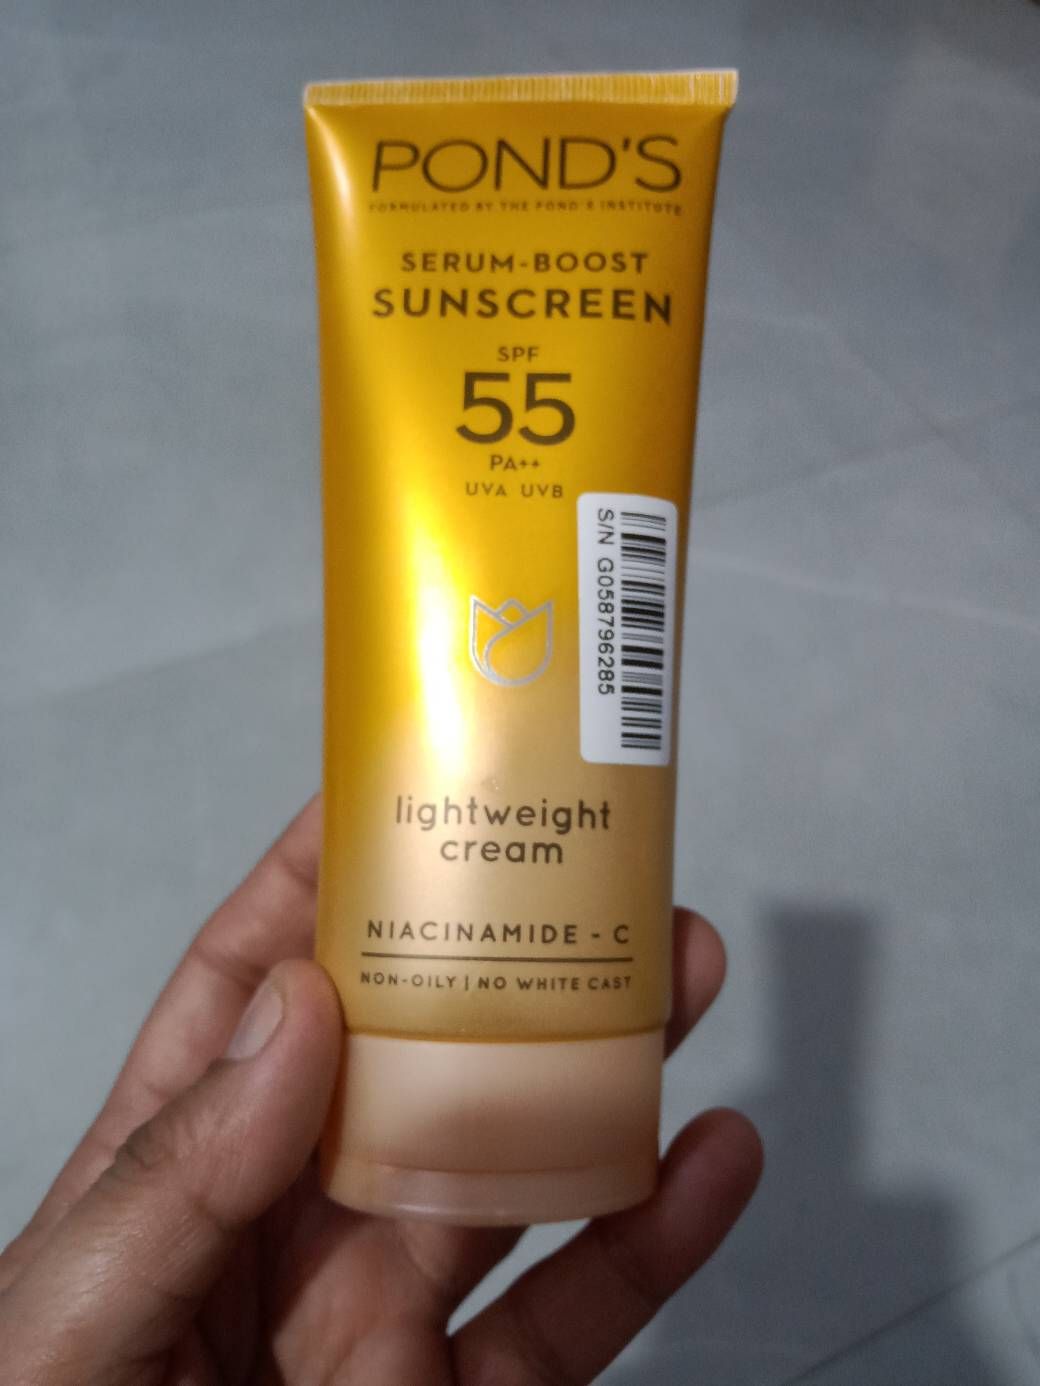 POND'S
FORMULATED BY THE POND'S INSTITUTE
SERUM-BOOST
SUNSCREEN
SPF
55
PA++
UVA UVB
S/N G058796285
lightweight
cream
NIACINAMIDE - C
NON-OILY | NO WHITE CAST